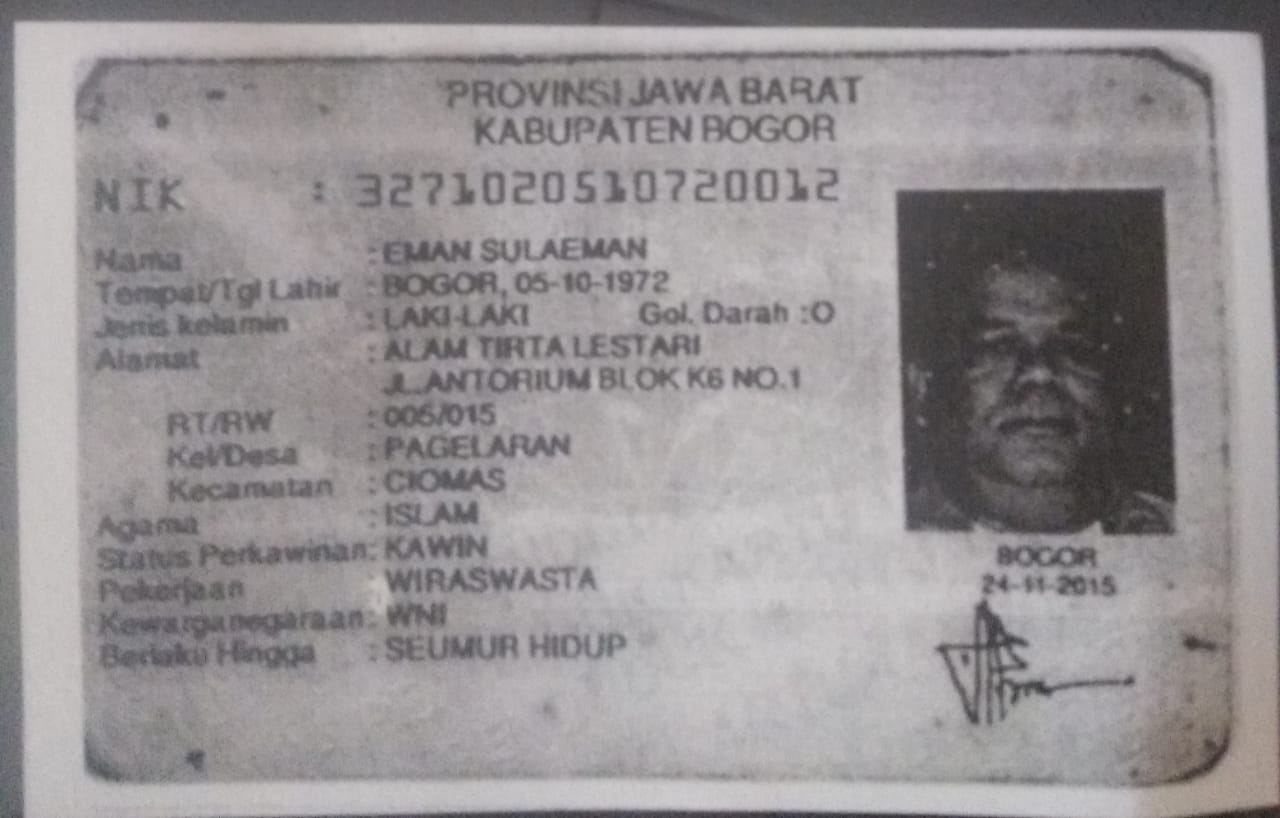 PROVINSI JAWA BARAT
KABUPATEN BOGOR
NIK : 3271020510720012
Nama : EMAN SULAEMAN
Tempat/Tgl Lahir : BOGOR, 05-10-1972
Jenis kelamin : LAKI-LAKI Gol. Darah : O
Alamat : ALAM TIRTA LESTARI
JL. ANTORIUM BLOK K6 NO.1
RT/RW : 005/015
Kel/Desa : PAGELARAN
Kecamatan : CIOMAS
Agama : ISLAM
Status Perkawinan : KAWIN
Pekerjaan : WIRASWASTA
Kewarganegaraan : WNI
Berlaku Hingga : SEUMUR HIDUP
BOGOR
24-11-2015